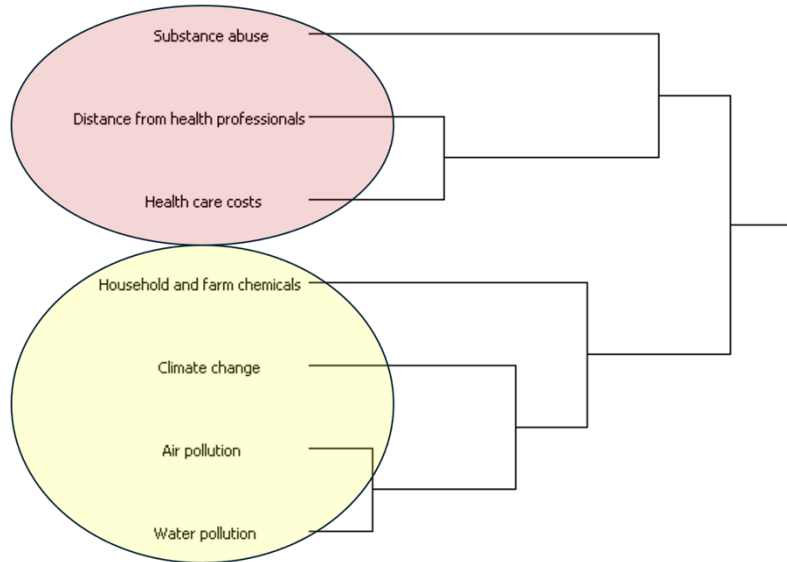 Substance abuse
Distance from health professionals
Health care costs
Household and farm chemicals
Climate change
Air pollution
Water pollution